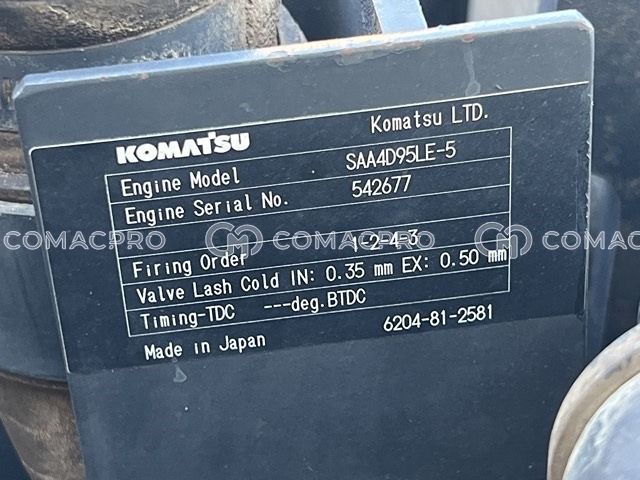 KOMATSU Komatsu LTD.
Engine Model SAA4D95LE-5
Engine Serial No. 542677
COMACPRO CM COMACPRO CM COMACPRO
Firing Order 1-2-4-3
Valve Lash Cold IN: 0.35 mm EX: 0.50 mm
Timing-TDC ---deg.BTDC
Made in Japan 6204-81-2581